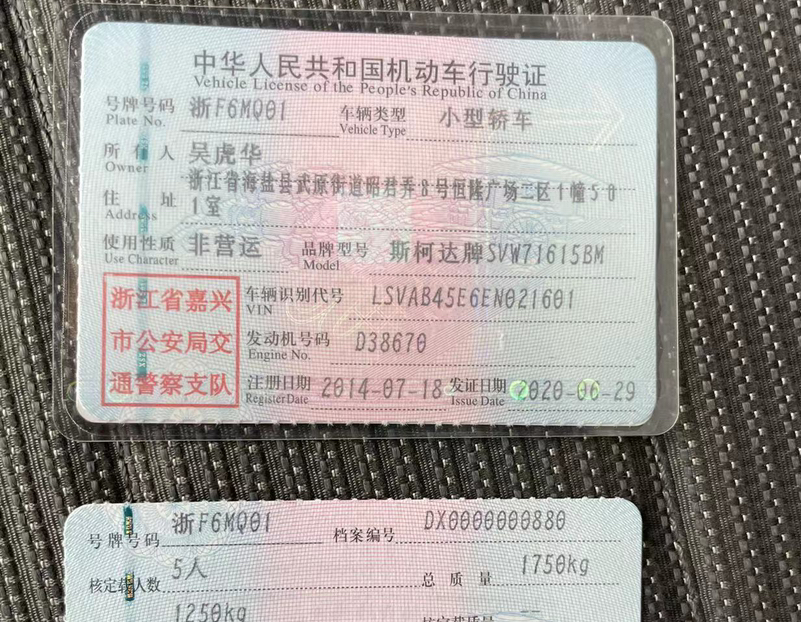 中华人民共和国机动车行驶证
Vehicle License of the People's Republic of China
号牌号码 浙F6MQ01 车辆类型 小型轿车
Plate No. Vehicle Type
所有人 吴虎华
Owner
住址 浙江省海盐县武原街道昭君弄8号恒隆广场二区1幢50
Address 1室
使用性质 非营运 品牌型号 斯柯达牌SVW71615BM
Use Character Model
浙江省嘉兴
市公安局交
通警察支队
车辆识别代号 LSVAB45E6EN021601
VIN
发动机号码 D38670
Engine No.
注册日期 2014-07-18 发证日期 2020-06-29
Register Date Issue Date
号牌号码 浙F6MQ01 档案编号 DX0000000880
核定载人数 5人 总质量 1750kg
1250kg --